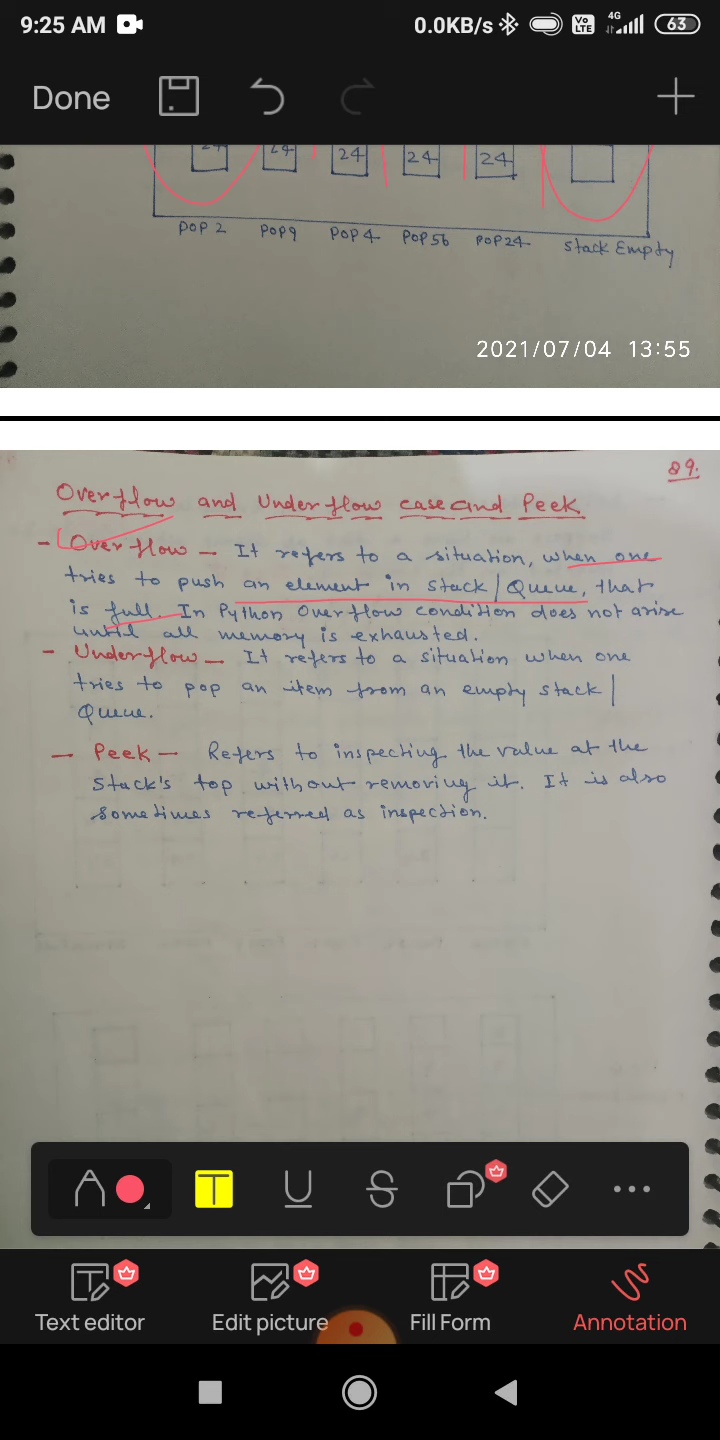 9:25 AM 0.0KB/s Vo LTE 4G 63
Done
24 24 24
POP 2 POP9 POP 4 POP 56 POP 24 Stack Empty
2021/07/04 13:55
89.
Overflow and Underflow case and Peek
- Overflow – It refers to a situation, when one
tries to push an element in stack/Queue, that
is full. In Python Overflow condition does not arise
until all memory is exhausted.
- Underflow – It refers to a situation when one
tries to pop an item from an empty stack/
Queue.
– Peek – Refers to inspecting the value at the
Stack's top without removing it. It is also
sometimes referred as inspection.
T U S
Text editor Edit picture Fill Form Annotation